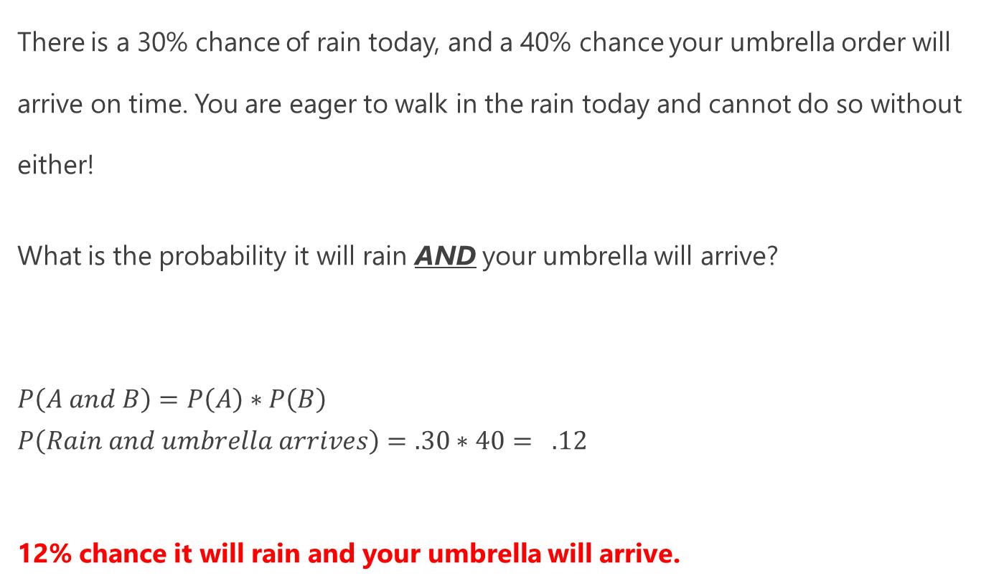 There is a 30% chance of rain today, and a 40% chance your umbrella order will
arrive on time. You are eager to walk in the rain today and cannot do so without
either!
What is the probability it will rain AND your umbrella will arrive?
P(A and B) = P(A) ∗ P(B)
P(Rain and umbrella arrives) = .30 ∗ 40 = .12
12% chance it will rain and your umbrella will arrive.